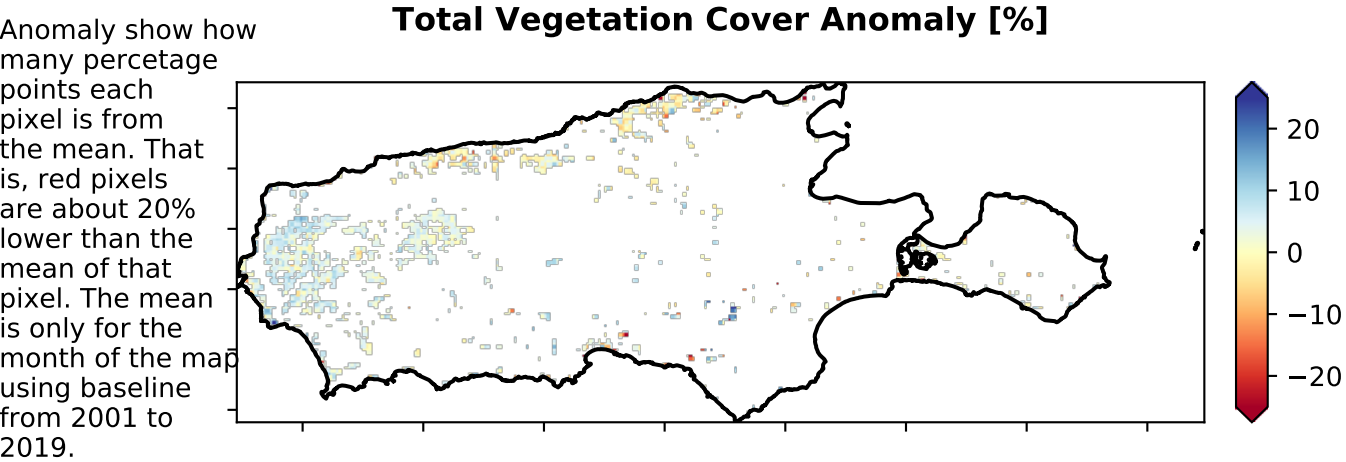 Total Vegetation Cover Anomaly [%]
Anomaly show how
many percetage
points each
pixel is from
the mean. That
is, red pixels
are about 20%
lower than the
mean of that
pixel. The mean
is only for the
month of the map
using baseline
from 2001 to
2019.
20
10
0
−10
−20